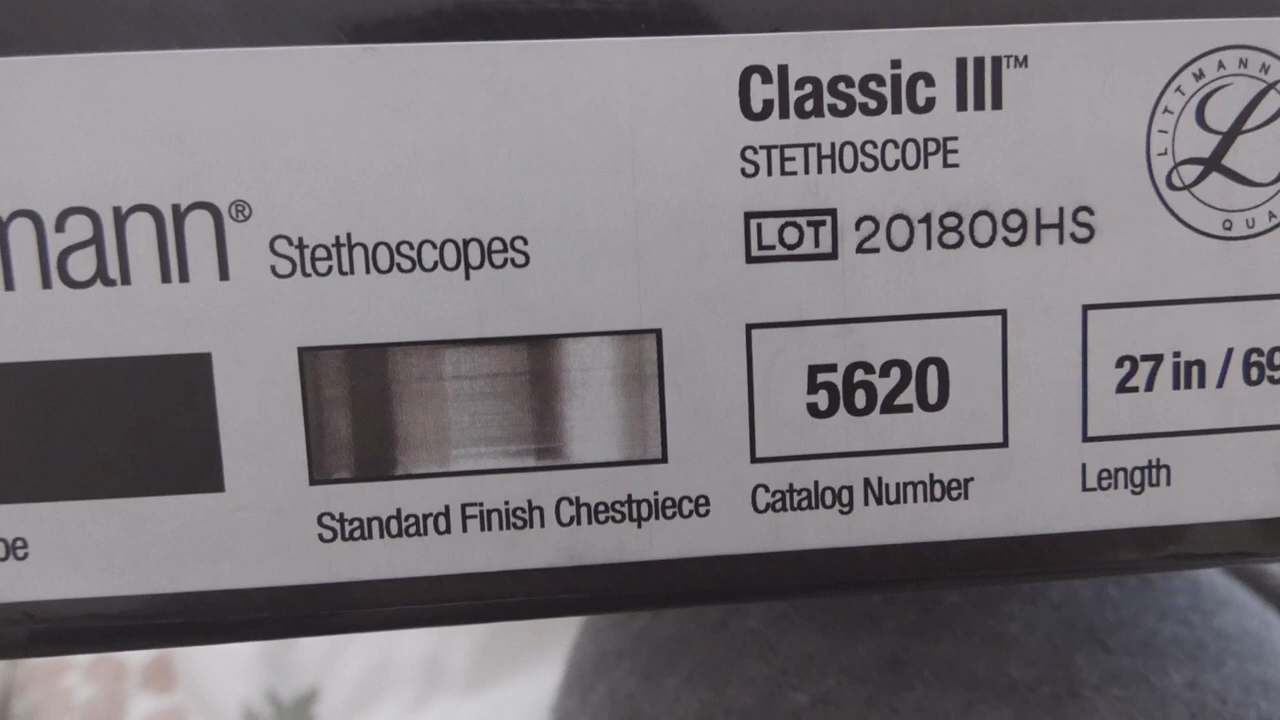 mann® Stethoscopes
Classic III™
STETHOSCOPE
LOT 201809HS
LITTMANN
QUA
5620
27 in / 69
be
Standard Finish Chestpiece
Catalog Number
Length